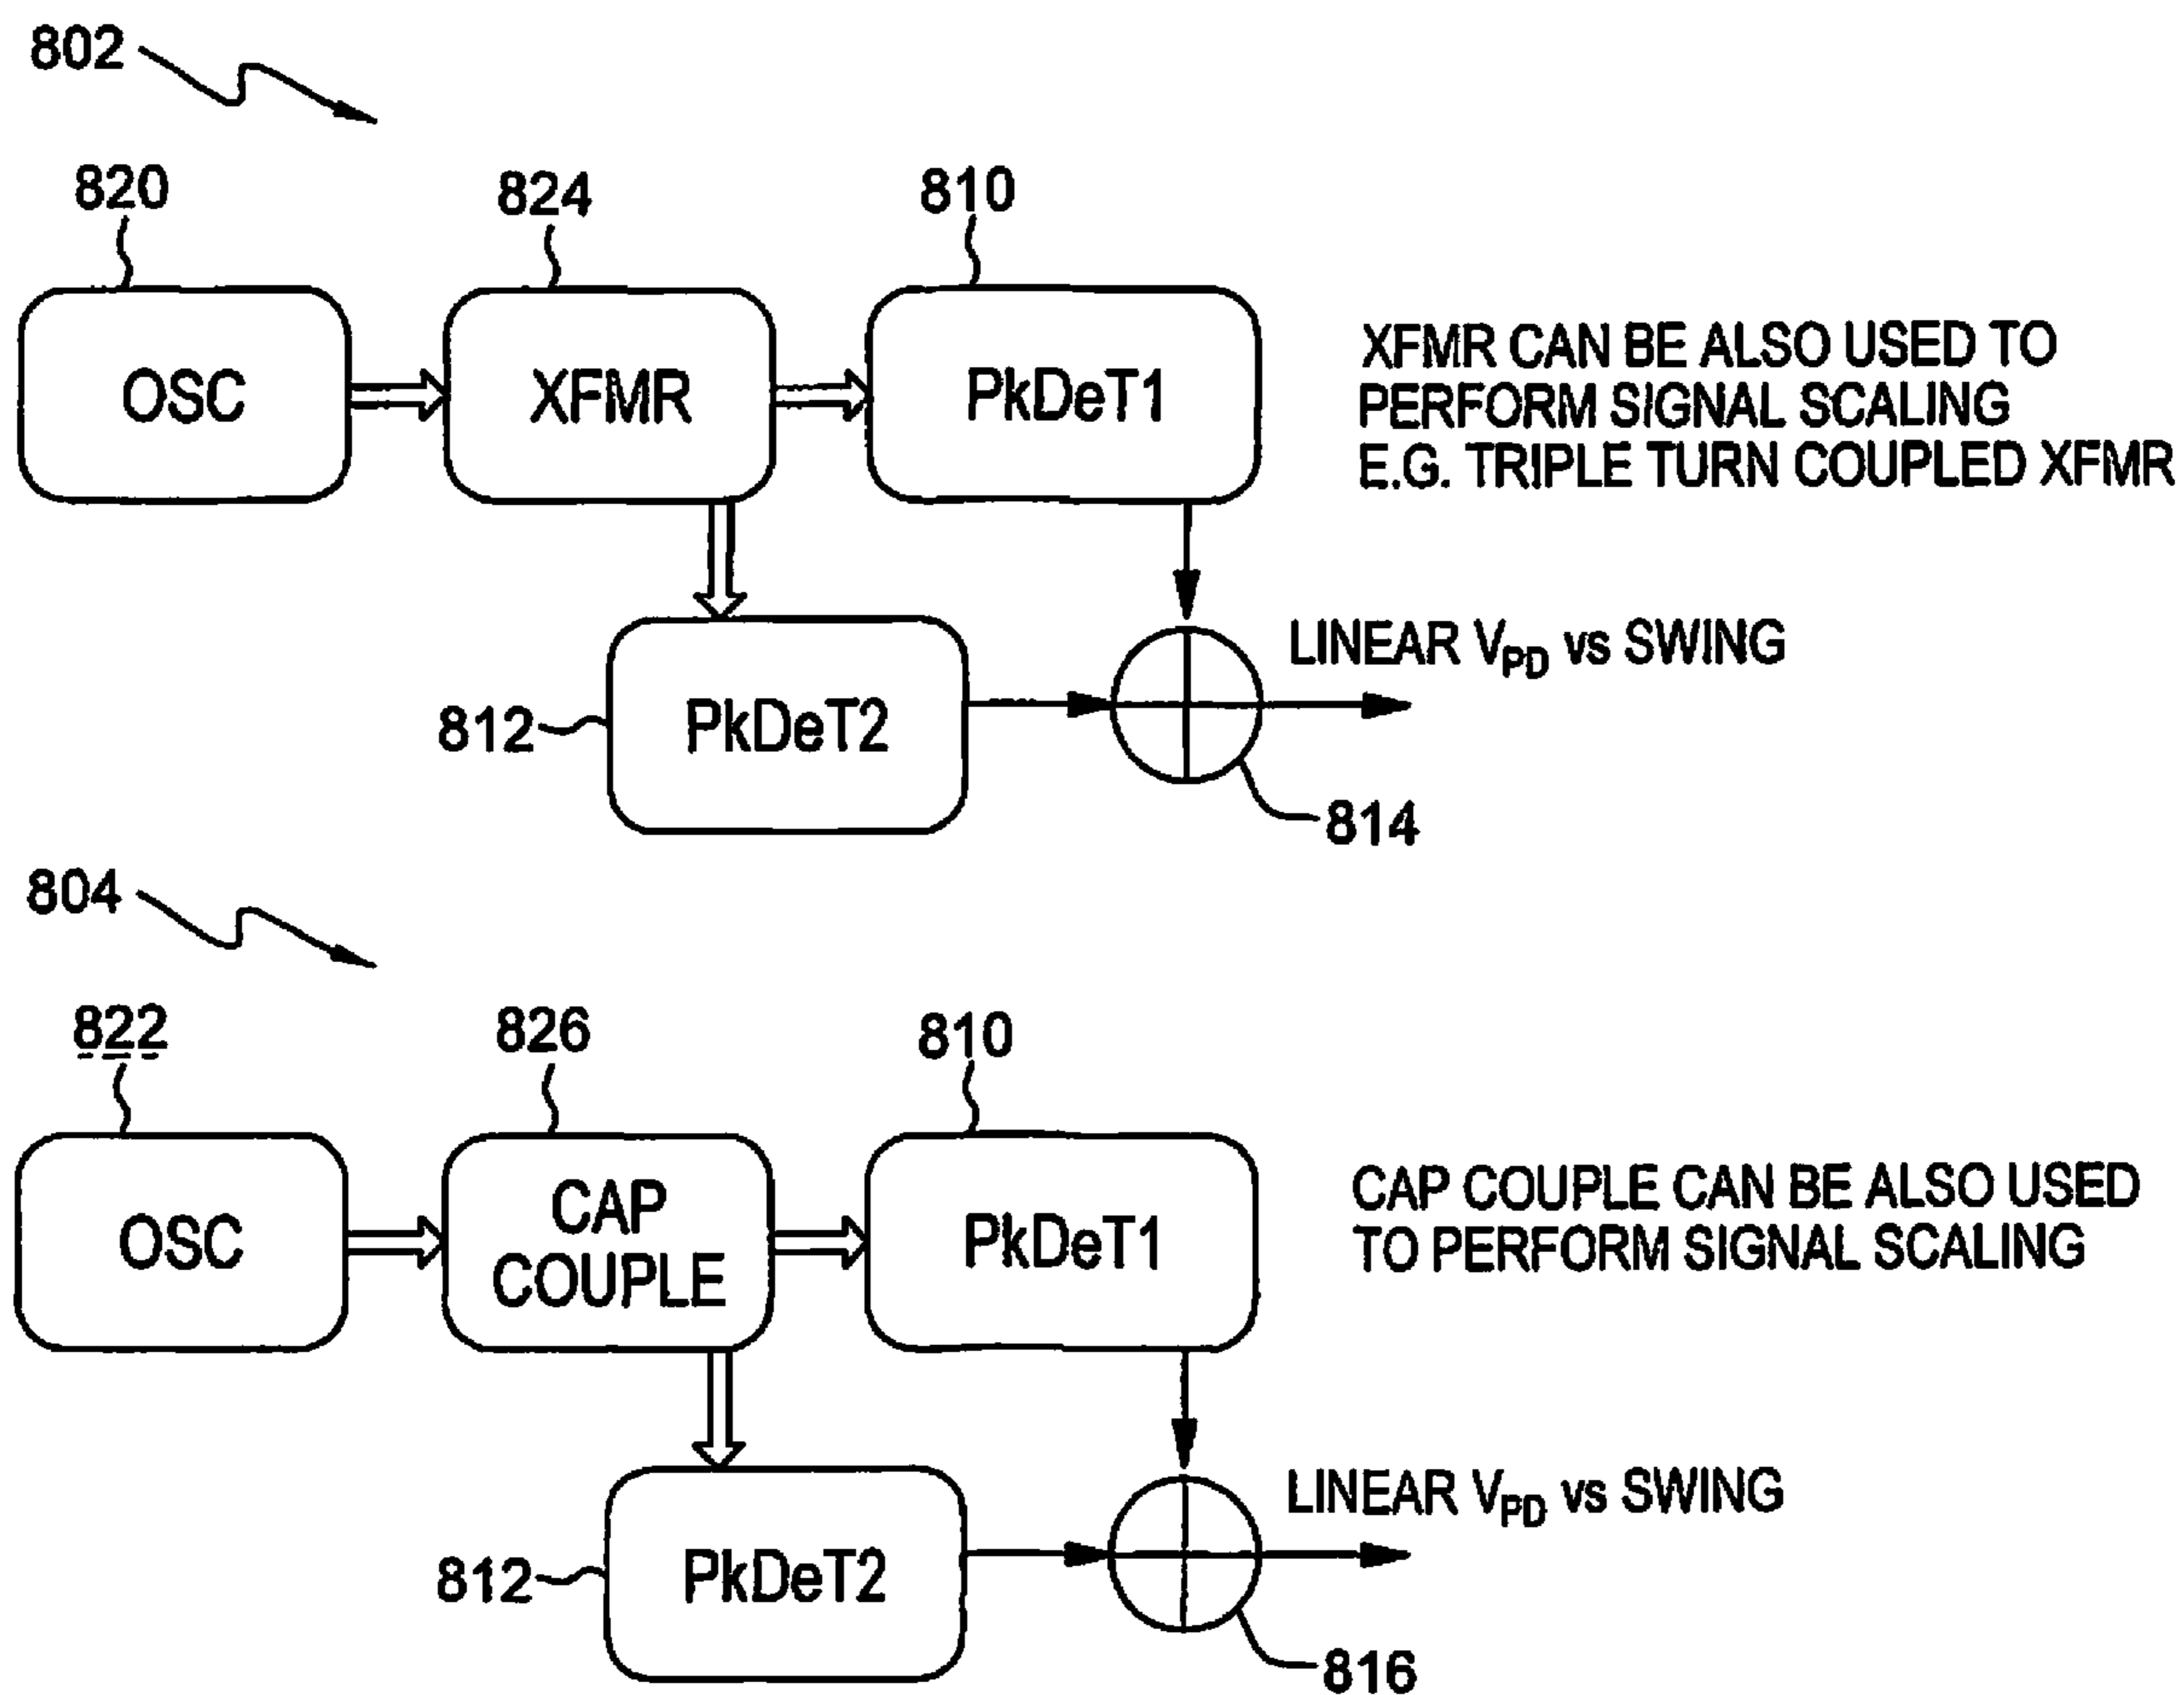 802
820
824
810
OSC
XFMR
PkDeT1
XFMR CAN BE ALSO USED TO
PERFORM SIGNAL SCALING
E.G. TRIPLE TURN COUPLED XFMR
812
PkDeT2
LINEAR VPD vs SWING
814
804
822
826
810
OSC
CAP
COUPLE
PkDeT1
CAP COUPLE CAN BE ALSO USED
TO PERFORM SIGNAL SCALING
812
PkDeT2
LINEAR VPD vs SWING
816